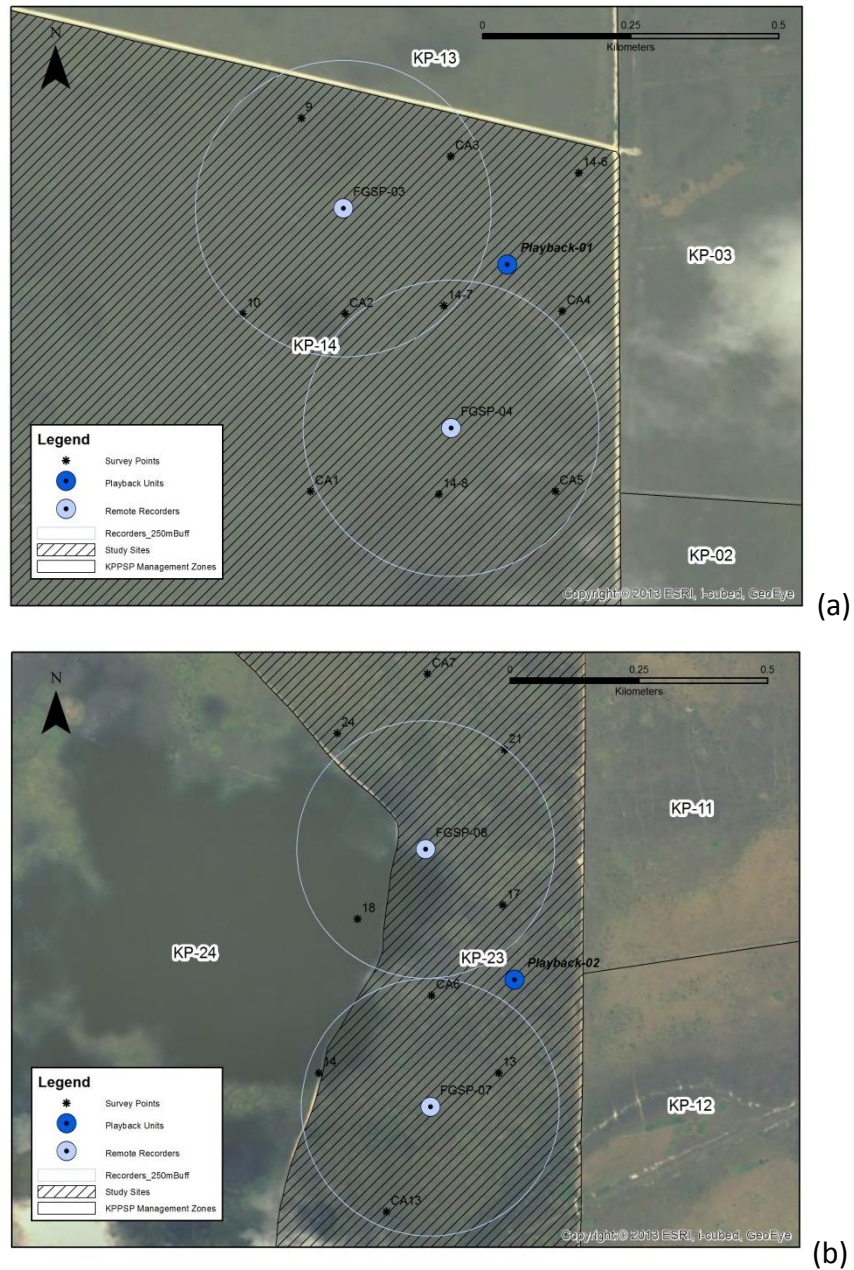 0 0.25 0.5
Kilometers
N
KP-13
9
CA3
14-6
FGSP-03
Playback-01
KP-03
10
CA2
14-7
CA4
KP-14
FGSP-04
CA1
14-8
CA5
KP-02
Legend
Survey Points
Playback Units
Remote Recorders
Recorders_250mBuff
Study Sites
KPPSP Management Zones
Copyright:© 2013 ESRI, i-cubed, GeoEye
(a)
N
CA7
0 0.25 0.5
Kilometers
24
21
KP-11
FGSP-08
18
17
KP-24
KP-23
Playback-02
CA6
14
13
FGSP-07
KP-12
CA13
Legend
Survey Points
Playback Units
Remote Recorders
Recorders_250mBuff
Study Sites
KPPSP Management Zones
Copyright:© 2013 ESRI, i-cubed, GeoEye
(b)